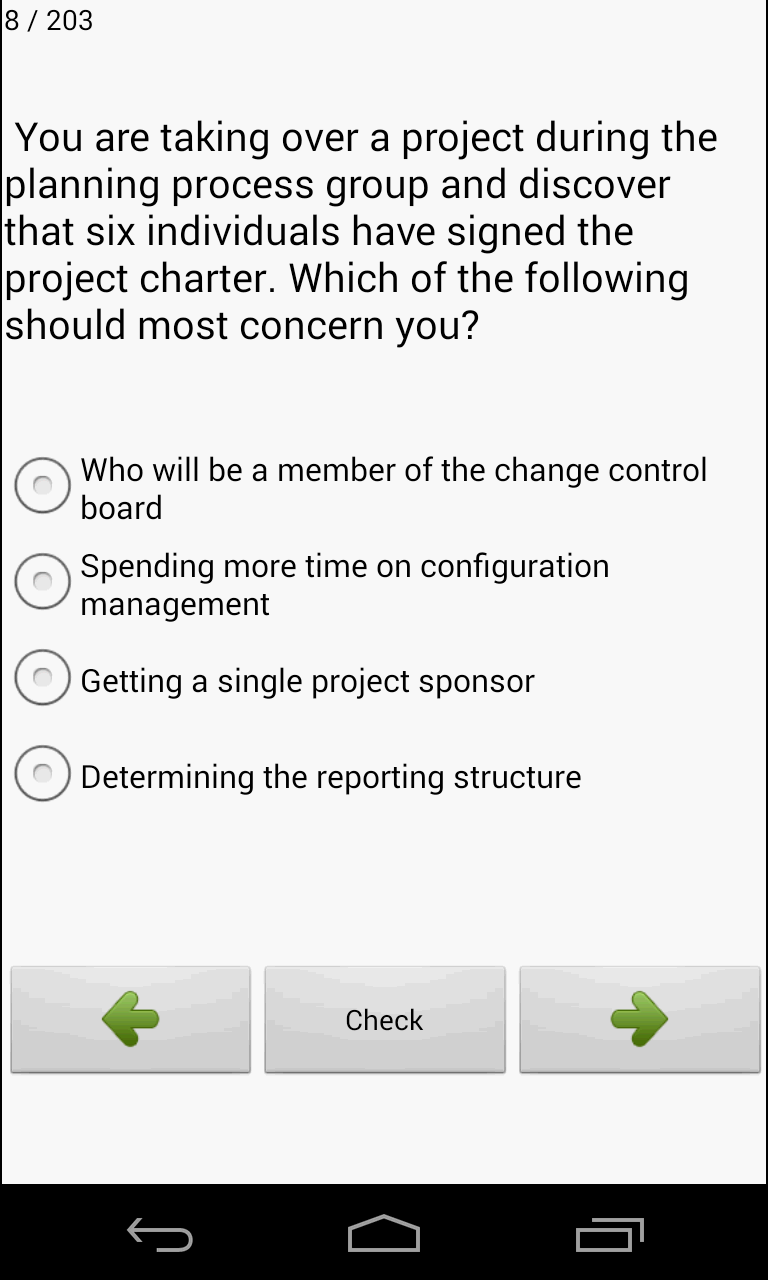 8 / 203
You are taking over a project during the
planning process group and discover
that six individuals have signed the
project charter. Which of the following
should most concern you?
Who will be a member of the change control
board
Spending more time on configuration
management
Getting a single project sponsor
Determining the reporting structure
Check